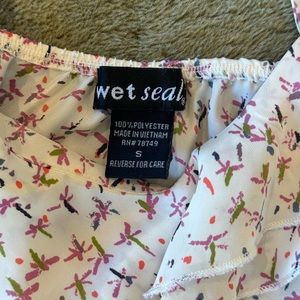 wet seal
100% POLYESTER
MADE IN VIETNAM
RN# 78749
S
REVERSE FOR CARE